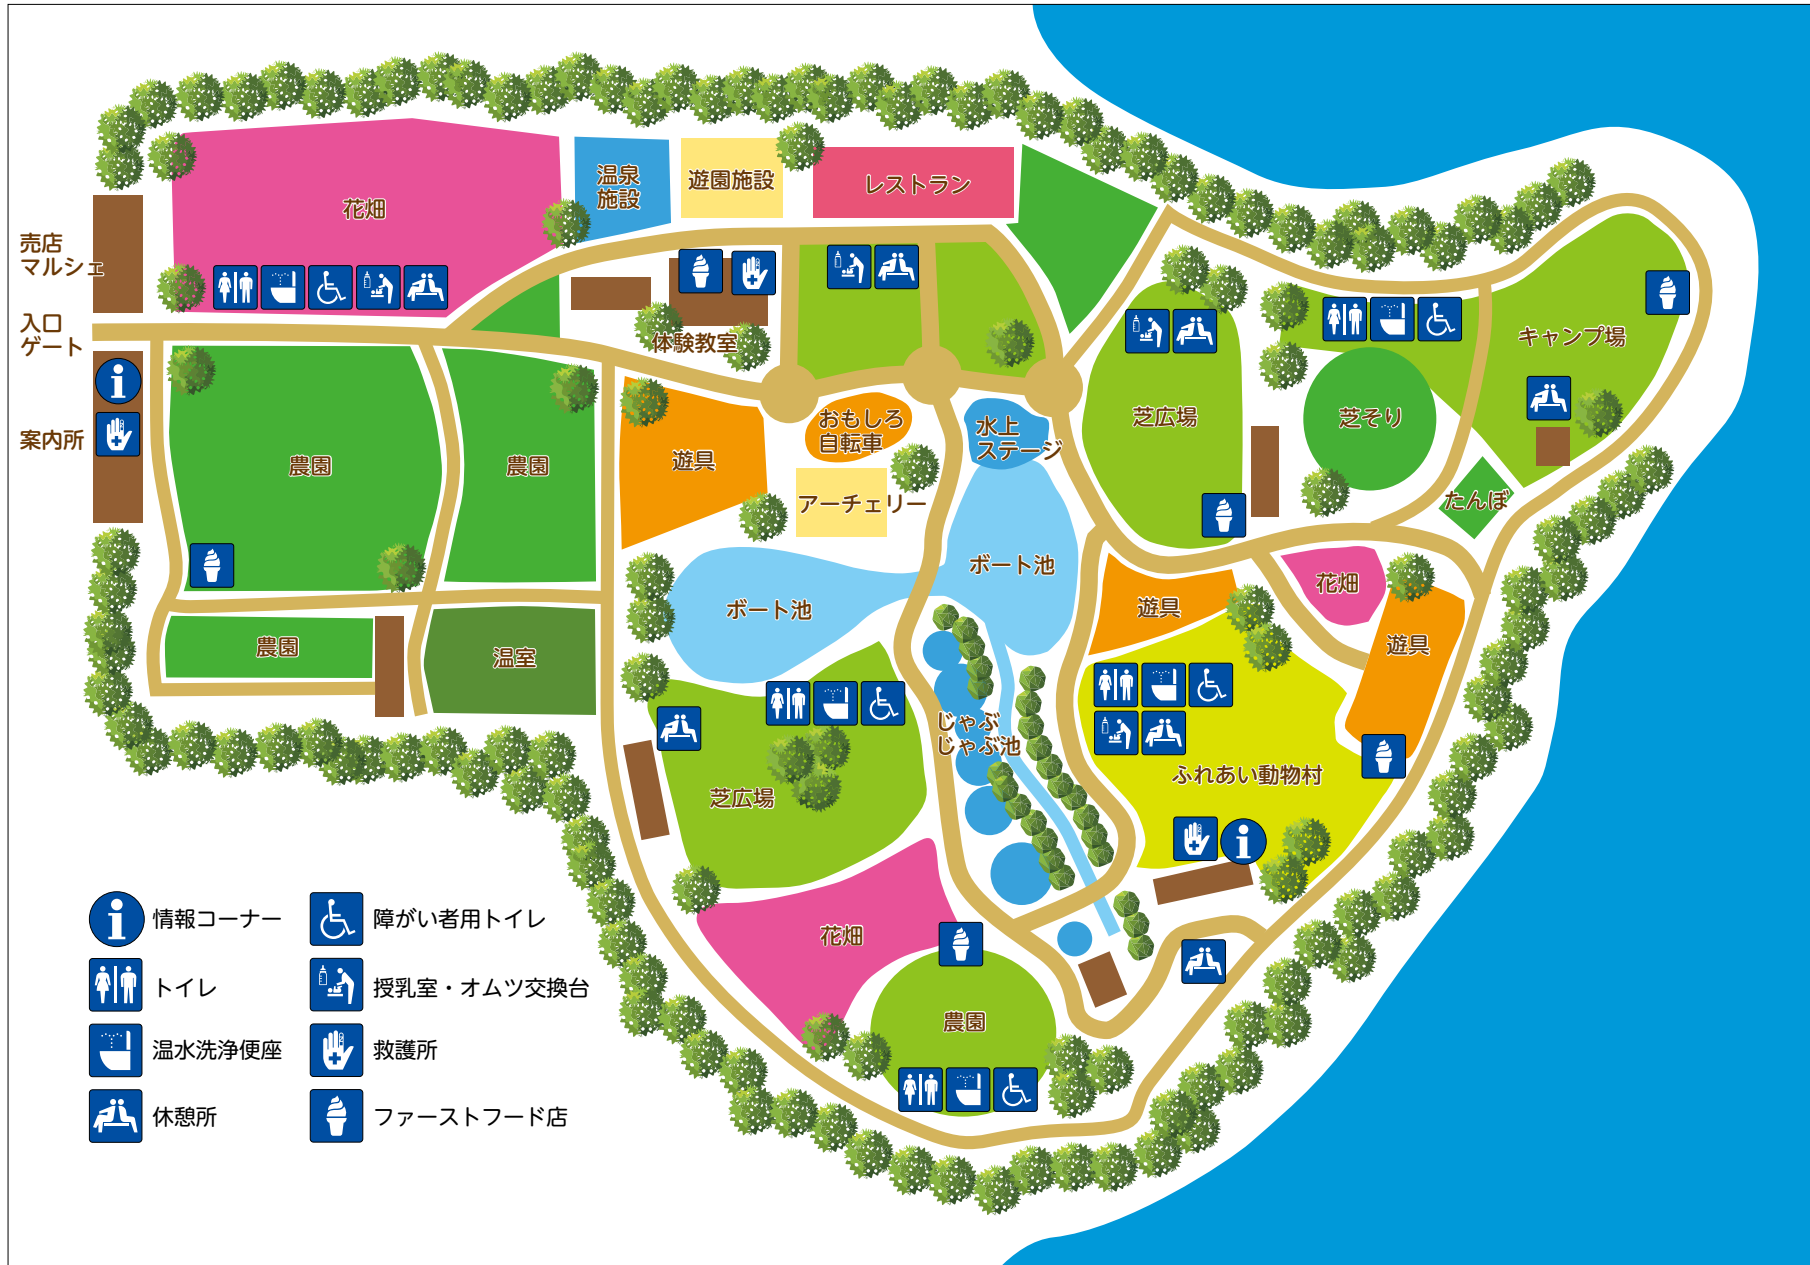 温泉
施設
遊園施設
レストラン
花畑
売店
マルシェ
入口
ゲート
案内所
体験教室
キャンプ場
芝広場
芝そり
おもしろ
自転車
水上
ステージ
遊具
農園
農園
アーチェリー
たんぼ
ボート池
ボート池
花畑
遊具
遊具
農園
温室
じゃぶ
じゃぶ池
ふれあい動物村
芝広場
花畑
農園
情報コーナー
トイレ
温水洗浄便座
休憩所
障がい者用トイレ
授乳室・オムツ交換台
救護所
ファーストフード店